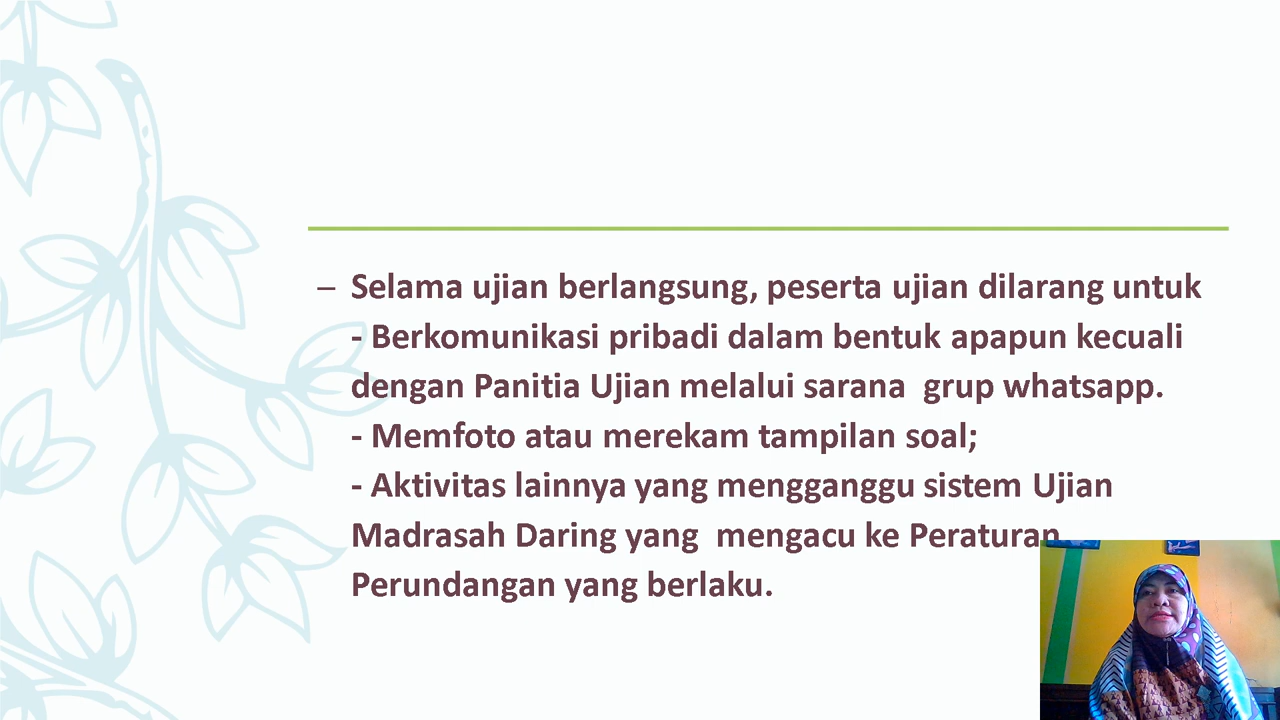 – Selama ujian berlangsung, peserta ujian dilarang untuk
- Berkomunikasi pribadi dalam bentuk apapun kecuali
dengan Panitia Ujian melalui sarana  grup whatsapp.
- Memfoto atau merekam tampilan soal;
- Aktivitas lainnya yang mengganggu sistem Ujian
Madrasah Daring yang  mengacu ke Peraturan
Perundangan yang berlaku.